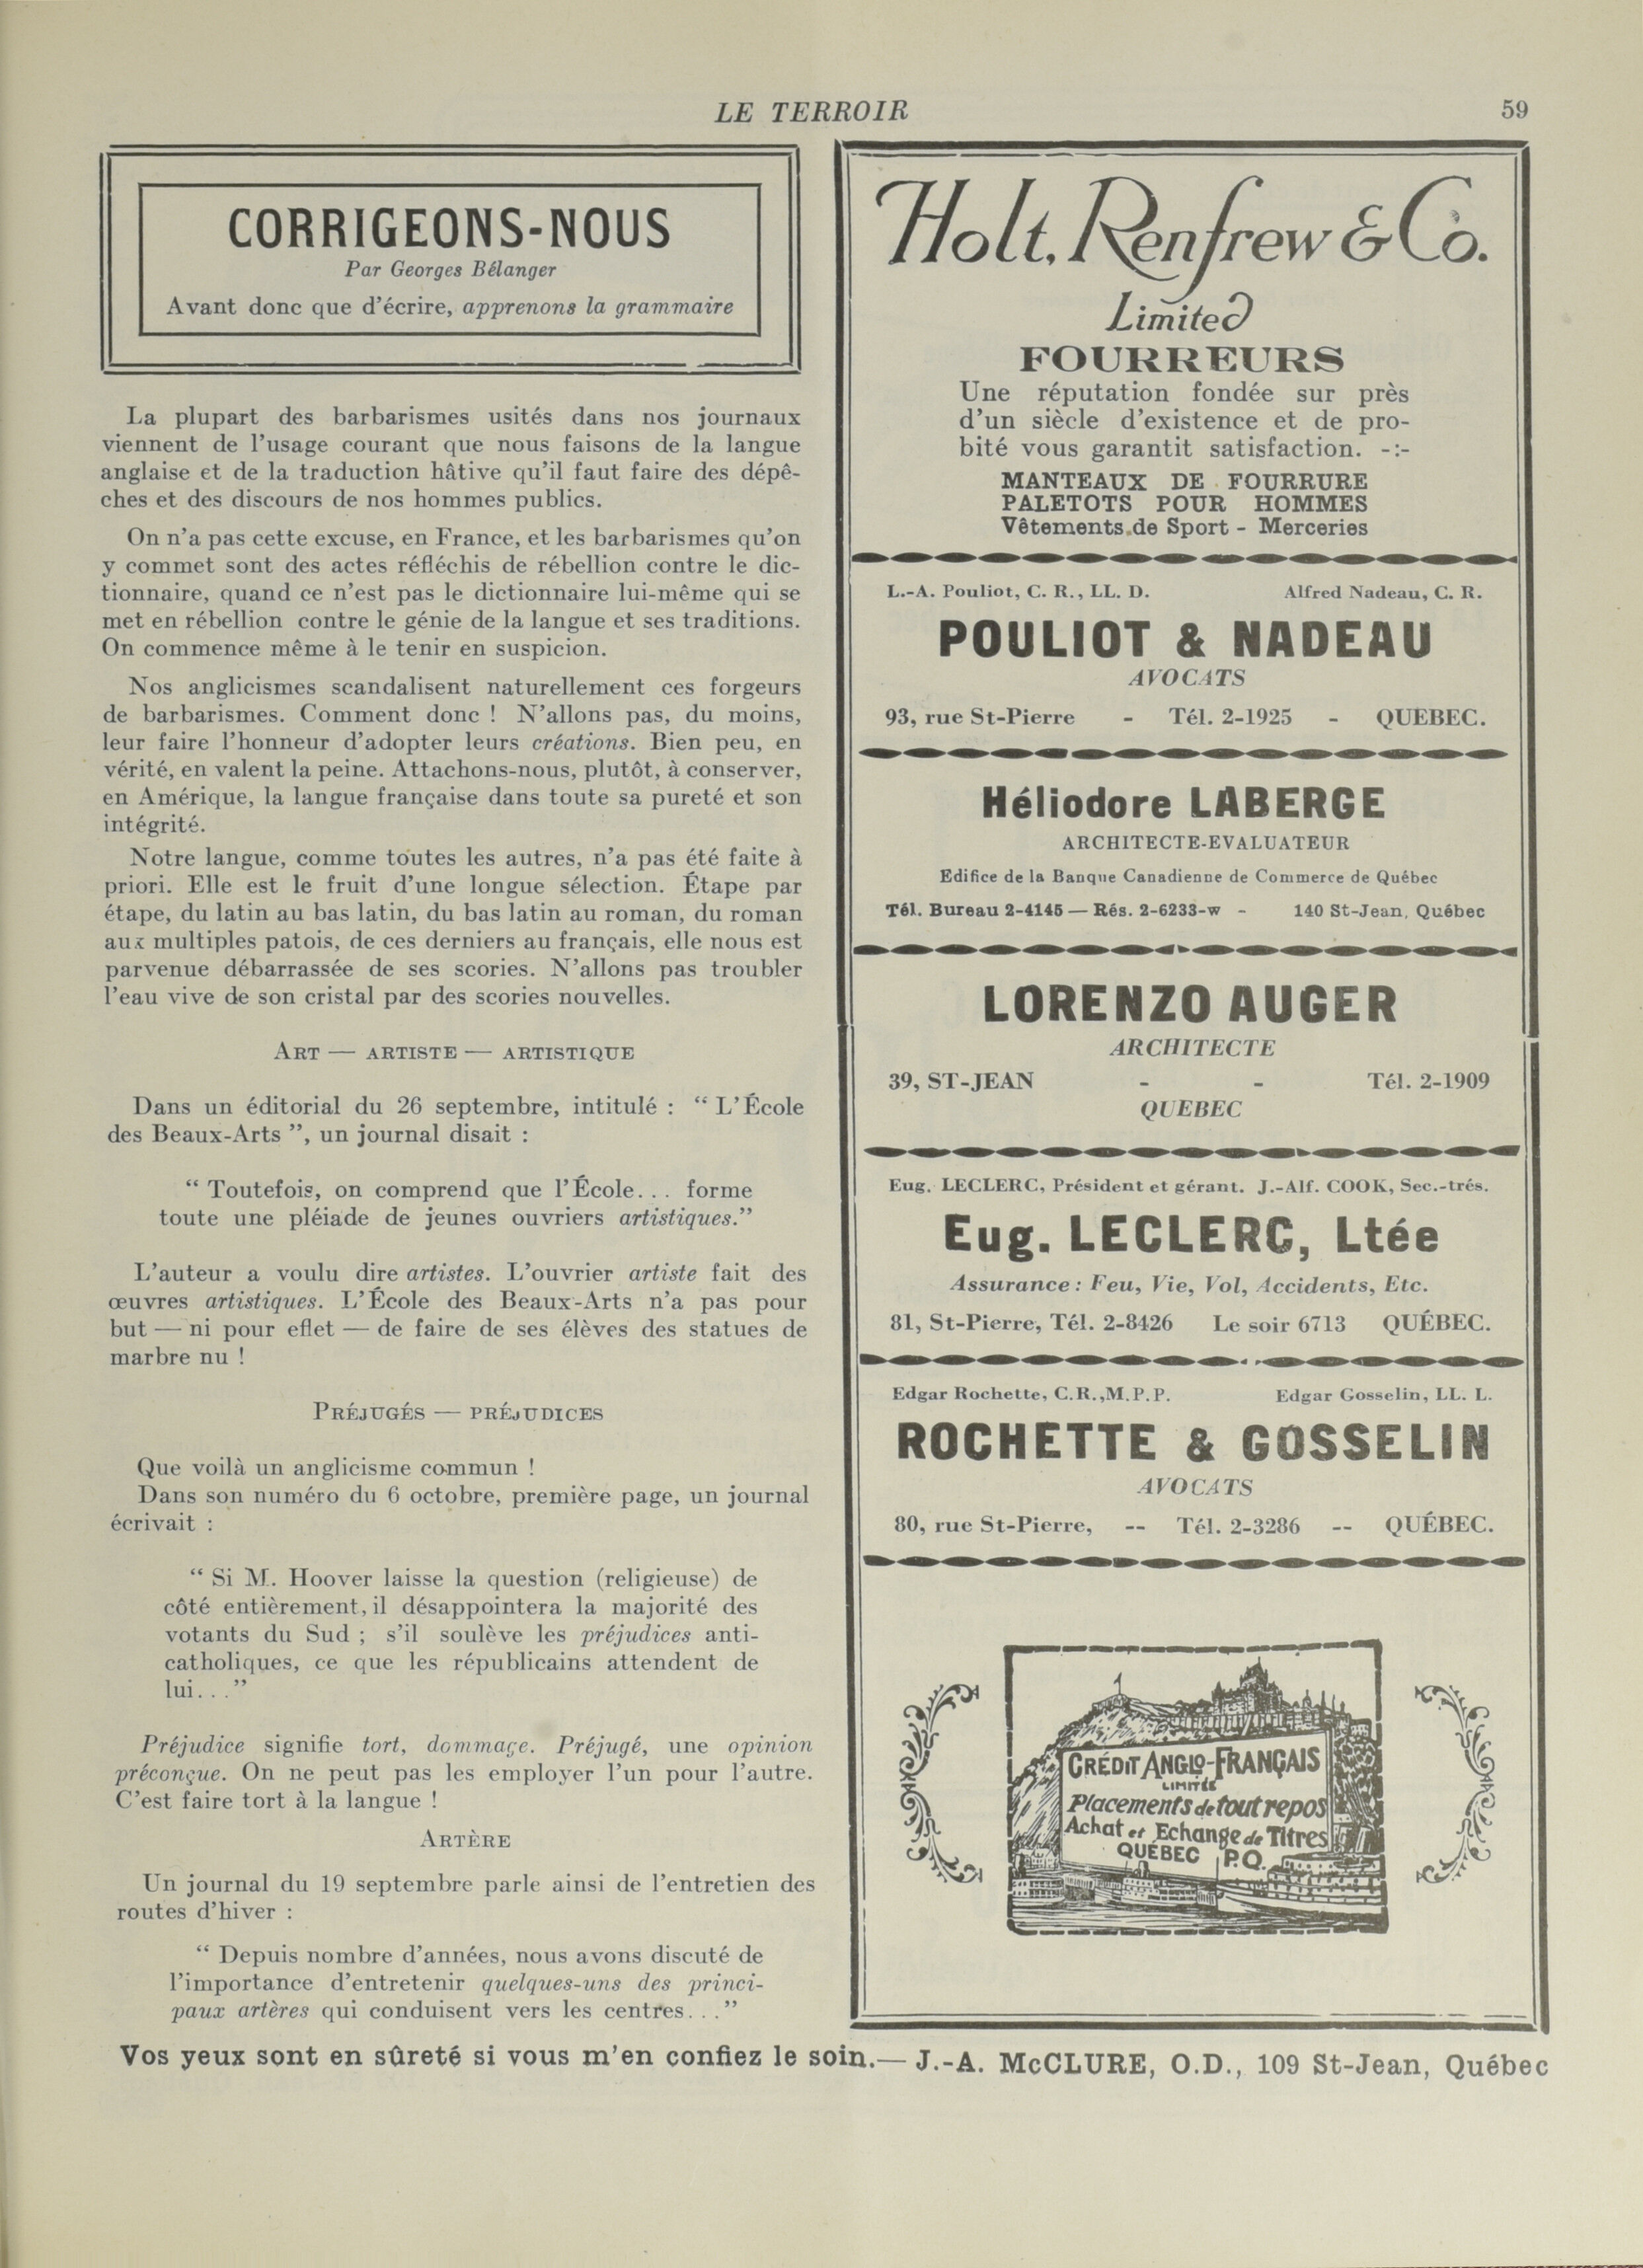 LE TERROIR
59
CORRIGEONS-NOUS
Par Georges Bélanger
Avant donc que d'écrire, apprenons la grammaire
La plupart des barbarismes usités dans nos journaux
viennent de l'usage courant que nous faisons de la langue
anglaise et de la traduction hâtive qu'il faut faire des dépê-
ches et des discours de nos hommes publics.
On n'a pas cette excuse, en France, et les barbarismes qu'on
y commet sont des actes réfléchis de rébellion contre le dic-
tionnaire, quand ce n'est pas le dictionnaire lui-même qui se
met en rébellion contre le génie de la langue et ses traditions.
On commence même à le tenir en suspicion.
Nos anglicismes scandalisent naturellement ces forgeurs
de barbarismes. Comment donc ! N'allons pas, du moins,
leur faire l'honneur d'adopter leurs créations. Bien peu, en
vérité, en valent la peine. Attachons-nous, plutôt, à conserver,
en Amérique, la langue française dans toute sa pureté et son
intégrité.
Notre langue, comme toutes les autres, n'a pas été faite à
priori. Elle est le fruit d'une longue sélection. Étape par
étape, du latin au bas latin, du bas latin au roman, du roman
aux multiples patois, de ces derniers au français, elle nous est
parvenue débarrassée de ses scories. N'allons pas troubler
l'eau vive de son cristal par des scories nouvelles.
ART — ARTISTE — ARTISTIQUE
Dans un éditorial du 26 septembre, intitulé : “ L'École
des Beaux-Arts ”, un journal disait :
“ Toutefois, on comprend que l'École. . . forme
toute une pléiade de jeunes ouvriers artistiques.”
L'auteur a voulu dire artistes. L'ouvrier artiste fait des
œuvres artistiques. L'École des Beaux-Arts n'a pas pour
but — ni pour effet — de faire de ses élèves des statues de
marbre nu !
PRÉJUGÉS — PRÉJUDICES
Que voilà un anglicisme commun !
Dans son numéro du 6 octobre, première page, un journal
écrivait :
“ Si M. Hoover laisse la question (religieuse) de
côté entièrement, il désappointera la majorité des
votants du Sud ; s'il soulève les préjudices anti-
catholiques, ce que les républicains attendent de
lui. . .”
Préjudice signifie tort, dommage. Préjugé, une opinion
préconçue. On ne peut pas les employer l'un pour l'autre.
C'est faire tort à la langue !
ARTÈRE
Un journal du 19 septembre parle ainsi de l'entretien des
routes d'hiver :
“ Depuis nombre d'années, nous avons discuté de
l'importance d'entretenir quelques-uns des princi-
paux artères qui conduisent vers les centres. . .”
Holt, Renfrew & Co.
Limited
FOURREURS
Une réputation fondée sur près
d'un siècle d'existence et de pro-
bité vous garantit satisfaction. -:-
MANTEAUX DE FOURRURE
PALETOTS POUR HOMMES
Vêtements de Sport - Merceries
L.-A. Pouliot, C. R., LL. D. Alfred Nadeau, C. R.
POULIOT & NADEAU
AVOCATS
93, rue St-Pierre - Tél. 2-1925 - QUEBEC.
Héliodore LABERGE
ARCHITECTE-EVALUATEUR
Edifice de la Banque Canadienne de Commerce de Québec
Tél. Bureau 2-4145 — Rés. 2-6233-w - 140 St-Jean, Québec
LORENZO AUGER
ARCHITECTE
39, ST-JEAN - - Tél. 2-1909
QUEBEC
Eug. LECLERC, Président et gérant. J.-Alf. COOK, Sec.-trés.
Eug. LECLERC, Ltée
Assurance : Feu, Vie, Vol, Accidents, Etc.
81, St-Pierre, Tél. 2-8426 Le soir 6713 QUÉBEC.
Edgar Rochette, C.R.,M.P.P. Edgar Gosselin, LL. L.
ROCHETTE & GOSSELIN
AVOCATS
80, rue St-Pierre, -- Tél. 2-3286 -- QUÉBEC.
CRÉDIT ANGLO-FRANÇAIS
LIMITÉE
Placements de tout repos
Achat et Echange de Titres
QUÉBEC P.Q.
Vos yeux sont en sûreté si vous m'en confiez le soin.— J.-A. McCLURE, O.D., 109 St-Jean, Québec